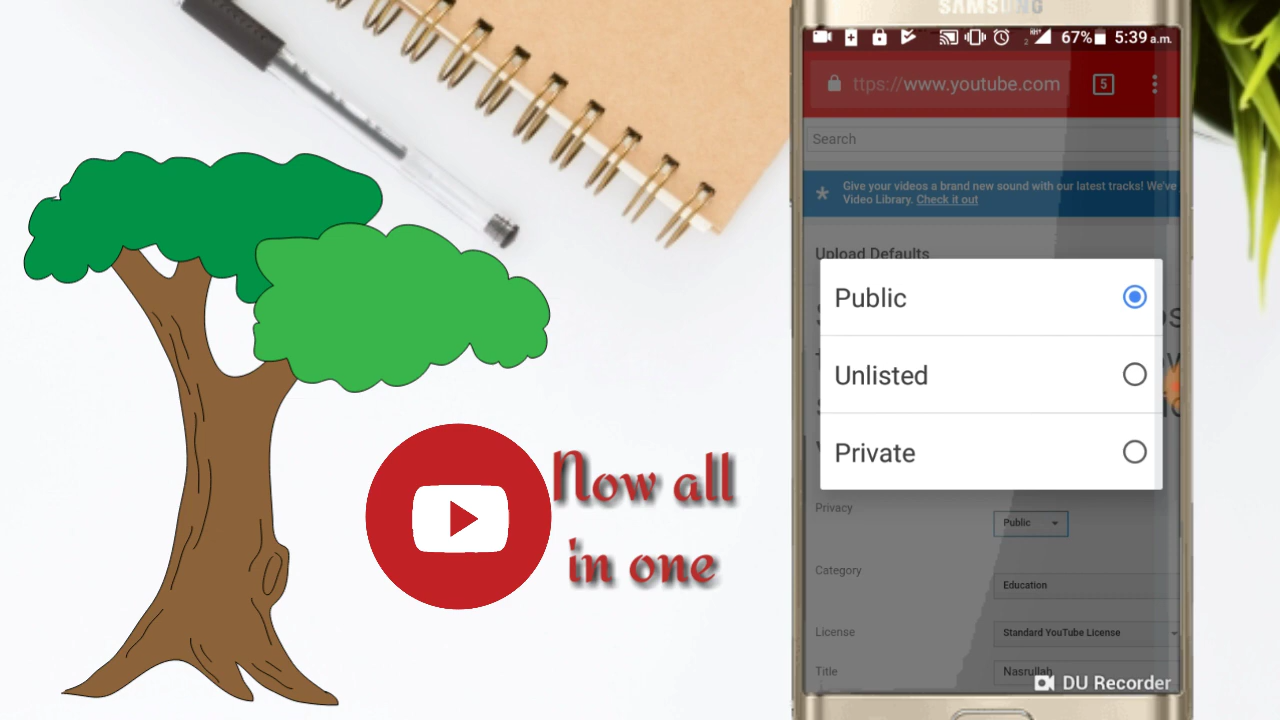 SAMSUNG
67% 5:39 a.m.
ttps://www.youtube.com 5
Search
Give your videos a brand new sound with our latest tracks! We've
Video Library. Check it out
Upload Defaults
Public
Unlisted
Private
Privacy
Public
Category
Education
License
Standard YouTube License
Title
Nasrullah
DU Recorder
Now all
in one